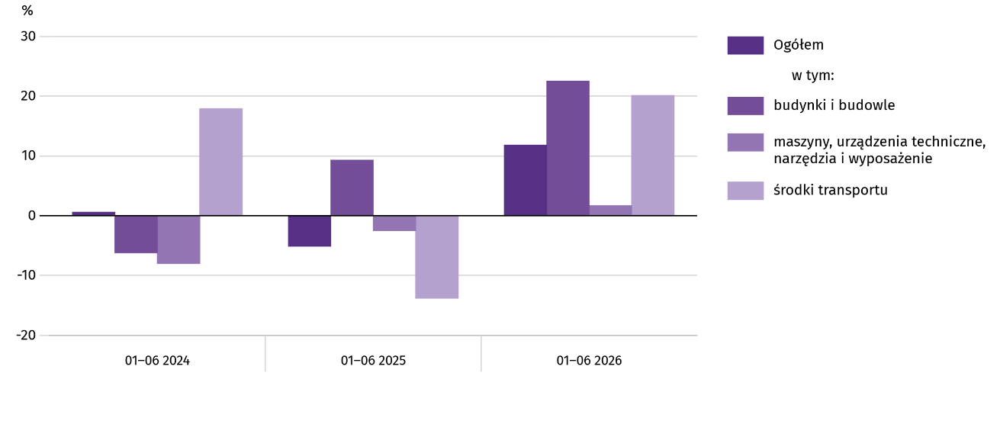 %
30
20
10
0
-10
-20
01–06 2024
01–06 2025
01–06 2026
Ogółem
w tym:
budynki i budowle
maszyny, urządzenia techniczne,
narzędzia i wyposażenie
środki transportu